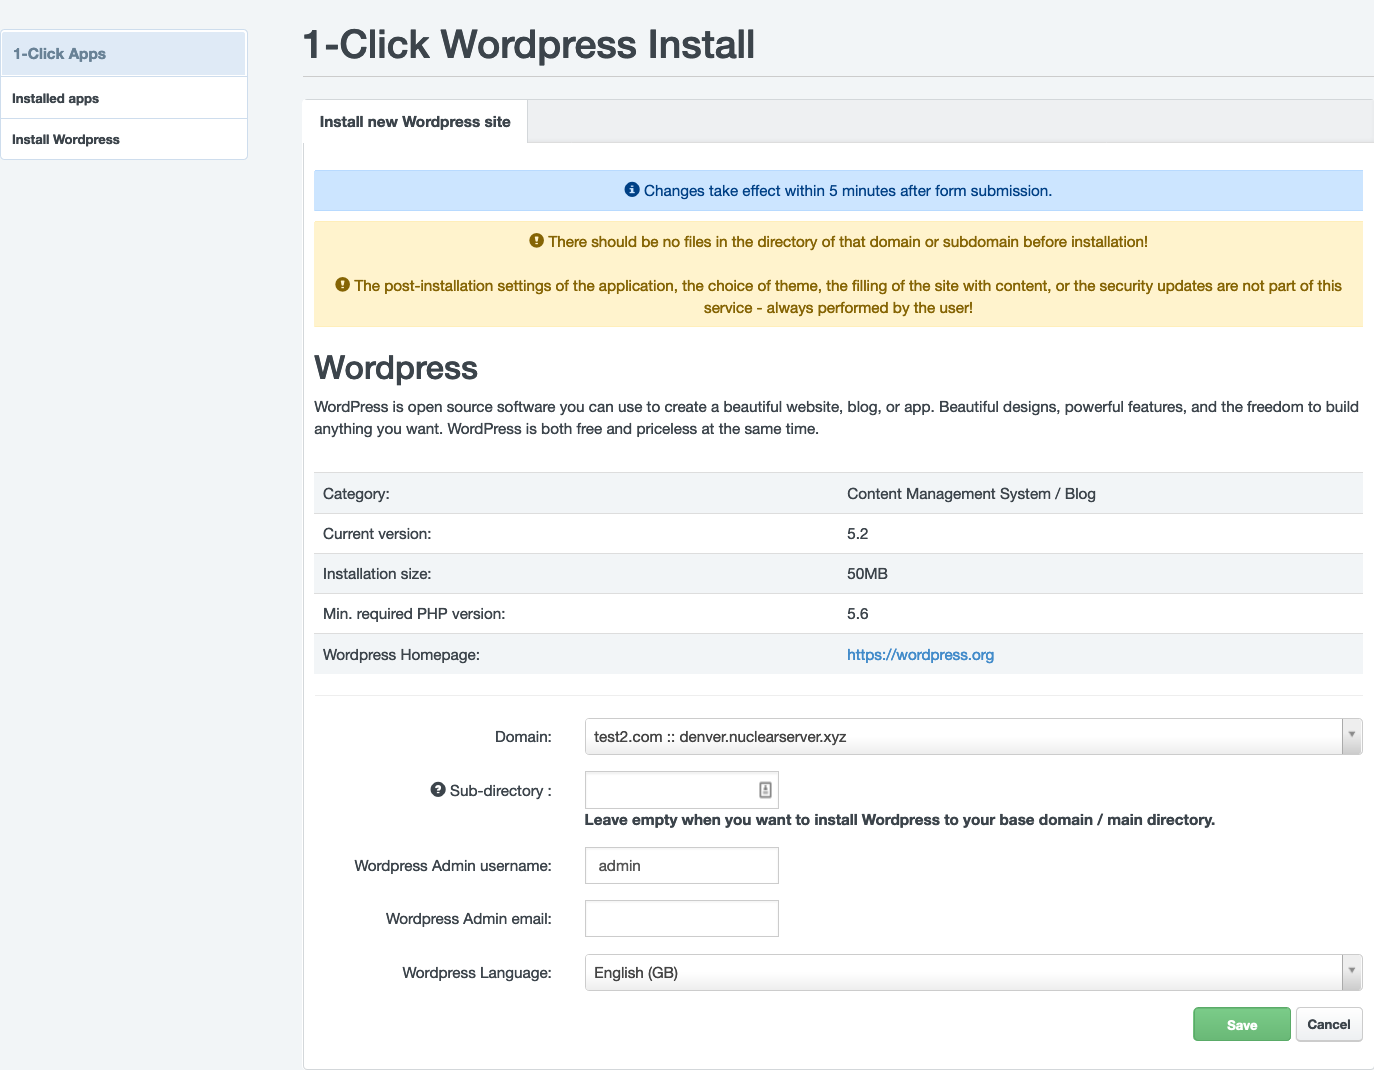 1-Click Apps
Installed apps
Install Wordpress
1-Click Wordpress Install
Install new Wordpress site
Changes take effect within 5 minutes after form submission.
There should be no files in the directory of that domain or subdomain before installation!
The post-installation settings of the application, the choice of theme, the filling of the site with content, or the security updates are not part of this
service - always performed by the user!
Wordpress
WordPress is open source software you can use to create a beautiful website, blog, or app. Beautiful designs, powerful features, and the freedom to build
anything you want. WordPress is both free and priceless at the same time.
Category: Content Management System / Blog
Current version: 5.2
Installation size: 50MB
Min. required PHP version: 5.6
Wordpress Homepage: https://wordpress.org
Domain: test2.com :: denver.nuclearserver.xyz
Sub-directory :
Leave empty when you want to install Wordpress to your base domain / main directory.
Wordpress Admin username: admin
Wordpress Admin email:
Wordpress Language: English (GB)
Save Cancel